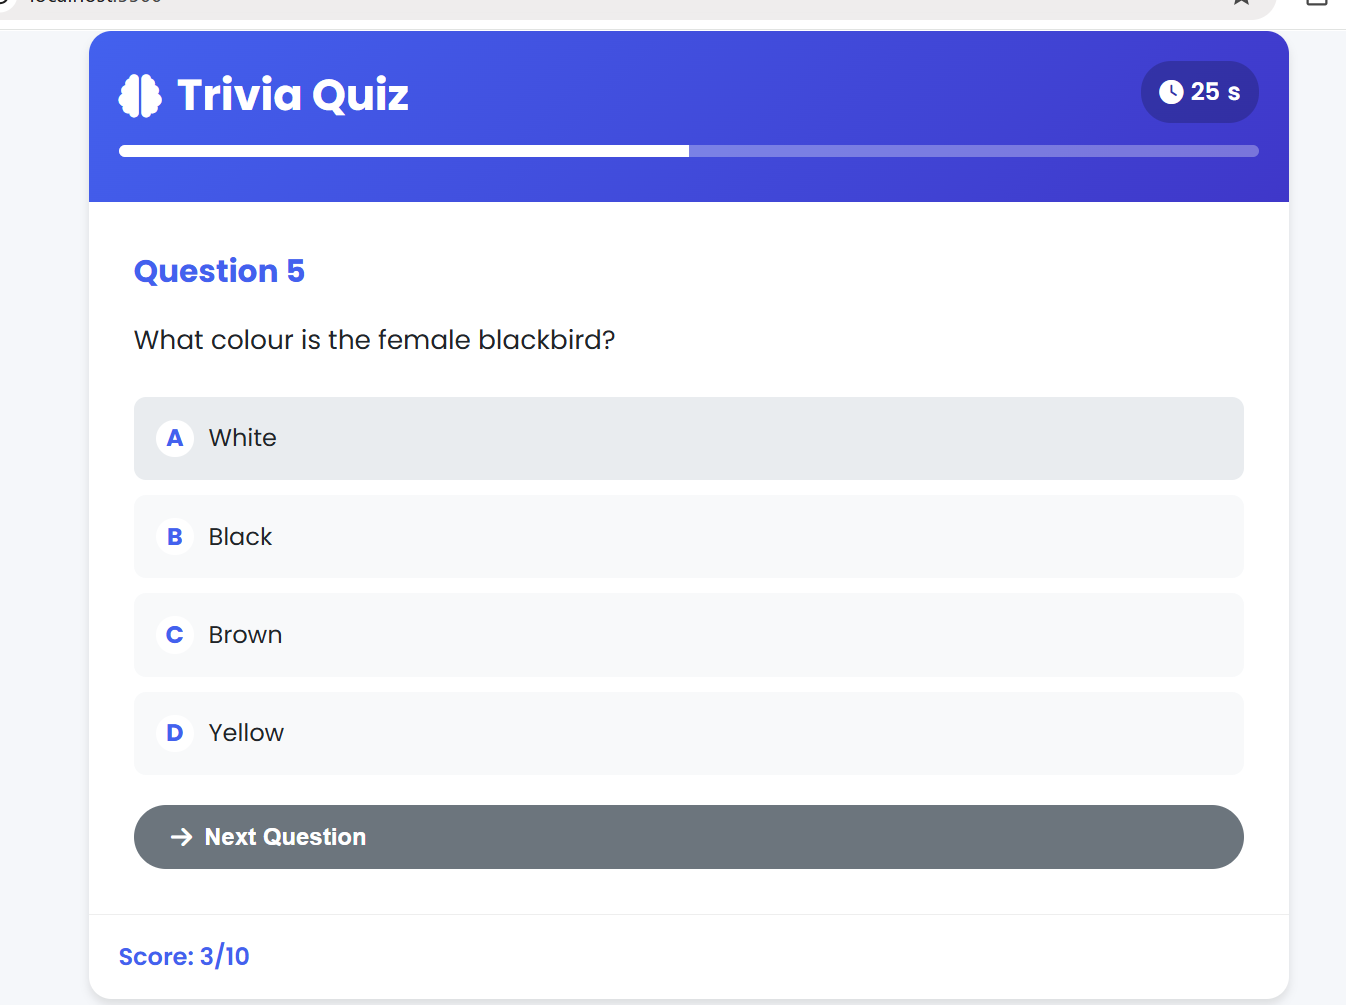 Trivia Quiz
25 s
Question 5
What colour is the female blackbird?
A White
B Black
C Brown
D Yellow
Next Question
Score: 3/10